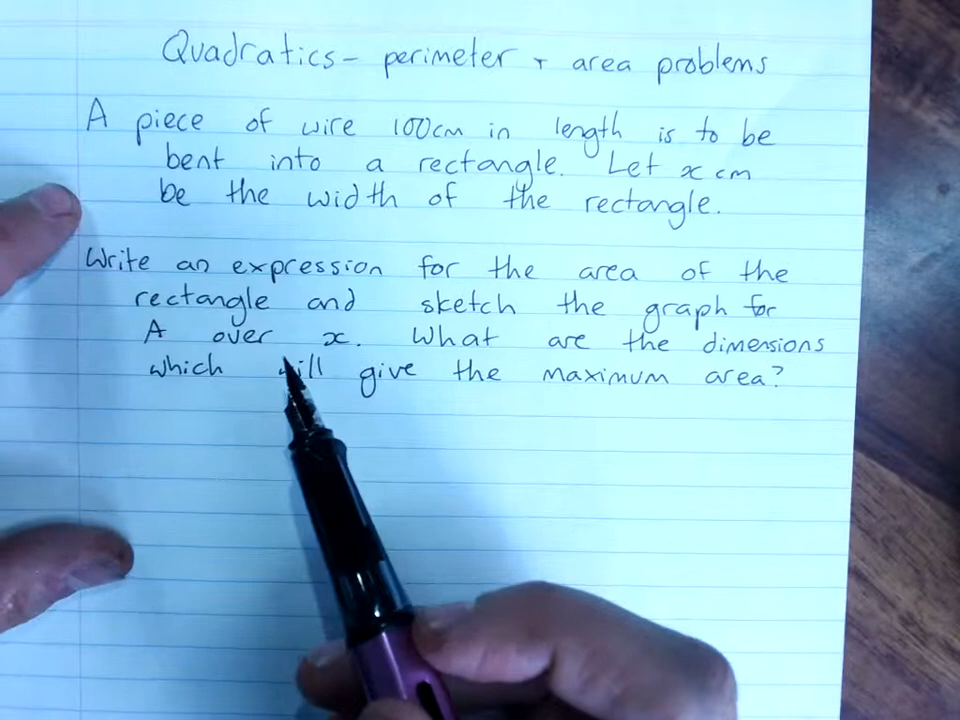 Quadratics - perimeter + area problems
A piece of wire 100cm in length is to be
bent into a rectangle. Let x cm
be the width of the rectangle.
Write an expression for the area of the
rectangle and sketch the graph for
A over x. What are the dimensions
which will give the maximum area?